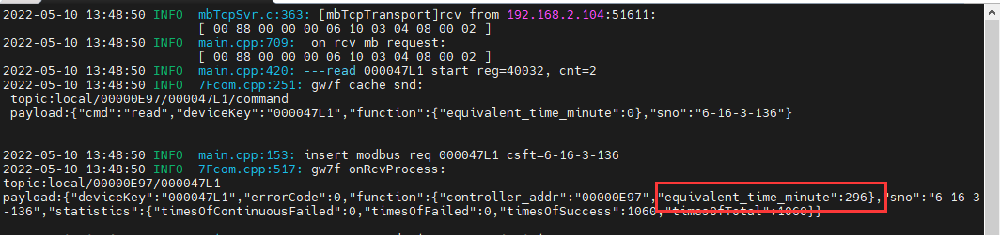 2022-05-10 13:48:50 INFO  mbTcpSvr.c:363: [mbTcpTransport]rcv from 192.168.2.104:51611:
[ 00 88 00 00 00 06 10 03 04 08 00 02 ]
2022-05-10 13:48:50 INFO  main.cpp:709:  on rcv mb request:
[ 00 88 00 00 00 06 10 03 04 08 00 02 ]
2022-05-10 13:48:50 INFO  main.cpp:420: ---read 000047L1 start reg=40032, cnt=2
2022-05-10 13:48:50 INFO  7Fcom.cpp:251: gw7f cache snd:
topic:local/00000E97/000047L1/command
payload:{"cmd":"read","deviceKey":"000047L1","function":{"equivalent_time_minute":0},"sno":"6-16-3-136"}
2022-05-10 13:48:50 INFO  main.cpp:153: insert modbus req 000047L1 csft=6-16-3-136
2022-05-10 13:48:50 INFO  7Fcom.cpp:517: gw7f onRcvProcess:
topic:local/00000E97/000047L1
payload:{"deviceKey":"000047L1","errorCode":0,"function":{"controller_addr":"00000E97","equivalent_time_minute":296},"sno":"6-16-3
-136","statistics":{"timesOfContinuousFailed":0,"timesOfFailed":0,"timesOfSuccess":1060,"timesOfTotal":1060}}